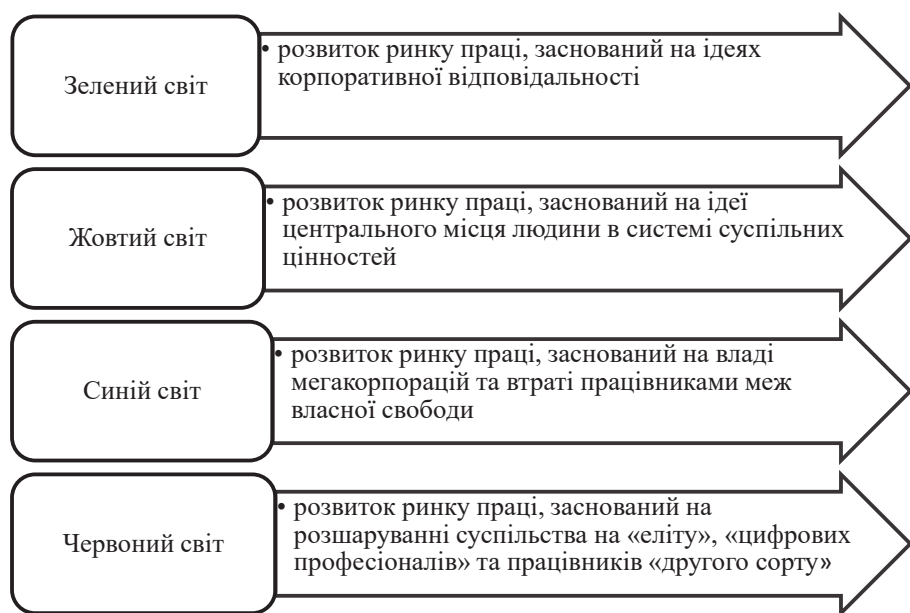 Зелений світ
• розвиток ринку праці, заснований на ідеях
корпоративної відповідальності
Жовтий світ
• розвиток ринку праці, заснований на ідеї
центрального місця людини в системі суспільних
цінностей
Синій світ
• розвиток ринку праці, заснований на владі
мегакорпорацій та втраті працівниками меж
власної свободи
Червоний світ
• розвиток ринку праці, заснований на
розшаруванні суспільства на «еліту», «цифрових
професіоналів» та працівників «другого сорту»